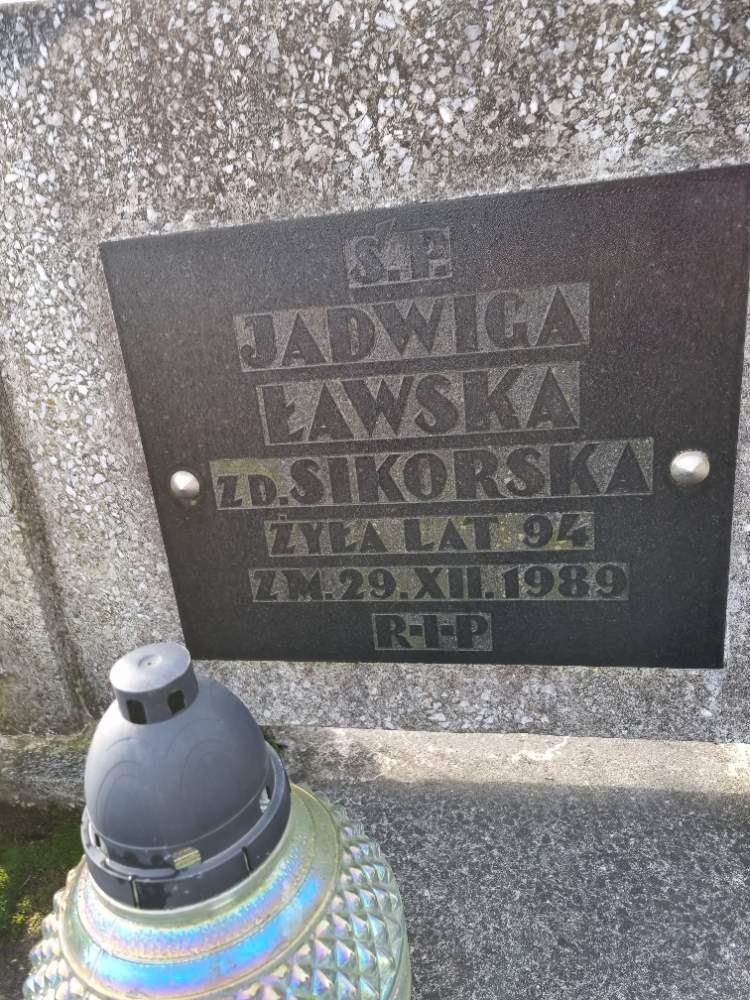 Ś.P.
JADWIGA
ŁAWSKA
ZD.SIKORSKA
ŻYŁA LAT 94
ZM.29.XII.1989
R-I-P